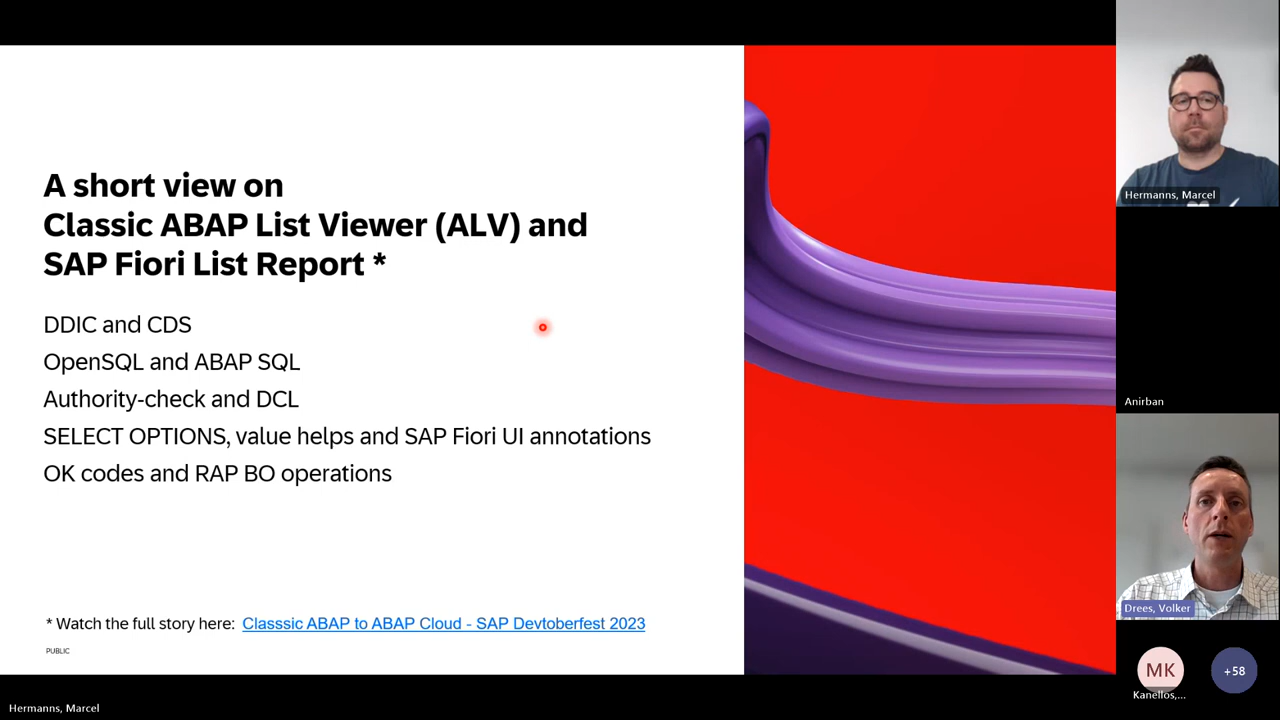 A short view on
Classic ABAP List Viewer (ALV) and
SAP Fiori List Report *
DDIC and CDS
OpenSQL and ABAP SQL
Authority-check and DCL
SELECT OPTIONS, value helps and SAP Fiori UI annotations
OK codes and RAP BO operations
* Watch the full story here: Classsic ABAP to ABAP Cloud - SAP Devtoberfest 2023
PUBLIC
Hermanns, Marcel
Hermanns, Marcel
Anirban
Drees, Volker
MK
Kanellos,...
+58